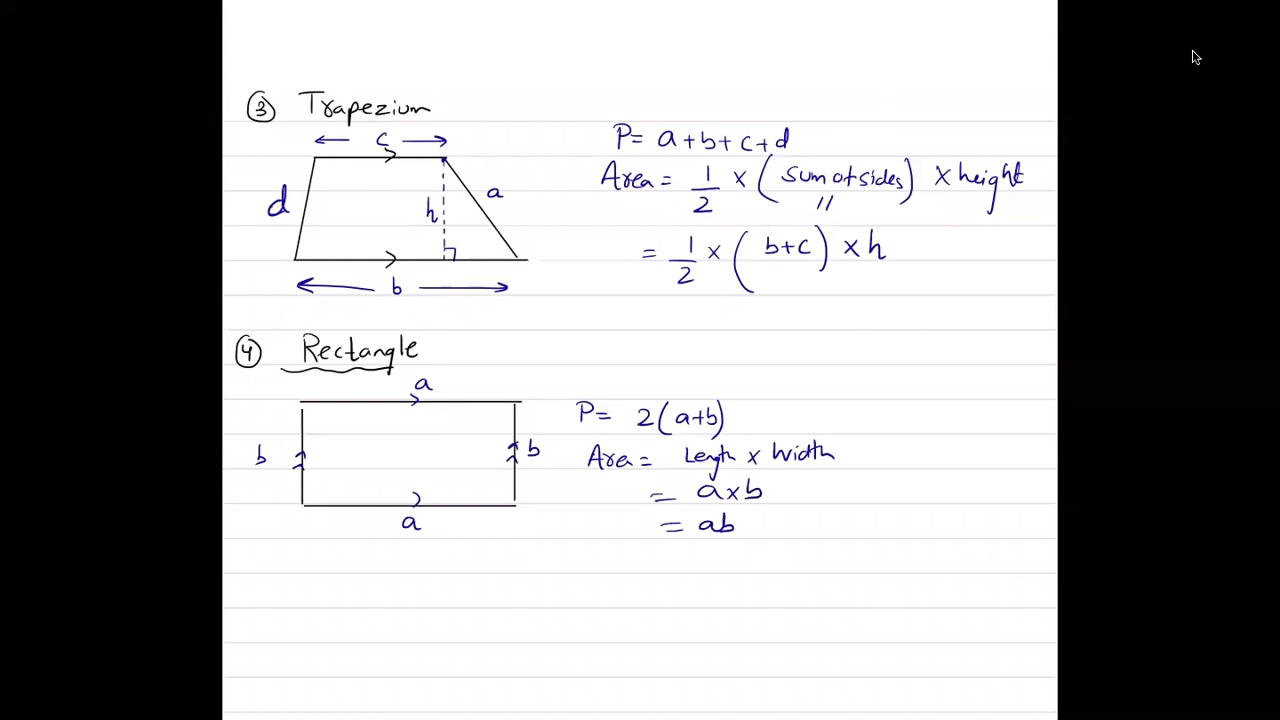 ③ Trapezium
c
d
h
a
b
P= a+b+c+d
Area = 1/2 × (sum of sides) × height
//
= 1/2 × (b+c) × h
④ Rectangle
a
b
b
a
P= 2(a+b)
Area = Length × Width
= a×b
= ab